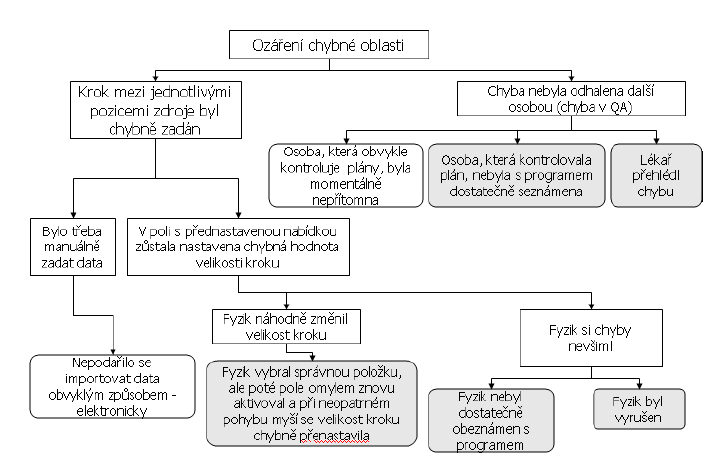 Ozáření chybné oblasti
Krok mezi jednotlivými
pozicemi zdroje byl
chybně zadán
Chyba nebyla odhalena další
osobou (chyba v QA)
Osoba, která obvykle
kontroluje plány, byla
momentálně
nepřítomna
Osoba, která kontrolovala
plán, nebyla s programem
dostatečně seznámena
Lékař
přehlédl
chybu
Bylo třeba
manuálně
zadat data
V poli s přednastavenou nabídkou
zůstala nastavena chybná hodnota
velikosti kroku
Fyzik náhodně změnil
velikost kroku
Fyzik si chyby
nevšiml
Nepodařilo se
importovat data
obvyklým způsobem -
elektronicky
Fyzik vybral správnou položku,
ale poté pole omylem znovu
aktivoval a při neopatrném
pohybu myší se velikost kroku
chybně přenastavila
Fyzik nebyl
dostatečně
obeznámen s
programem
Fyzik byl
vyrušen